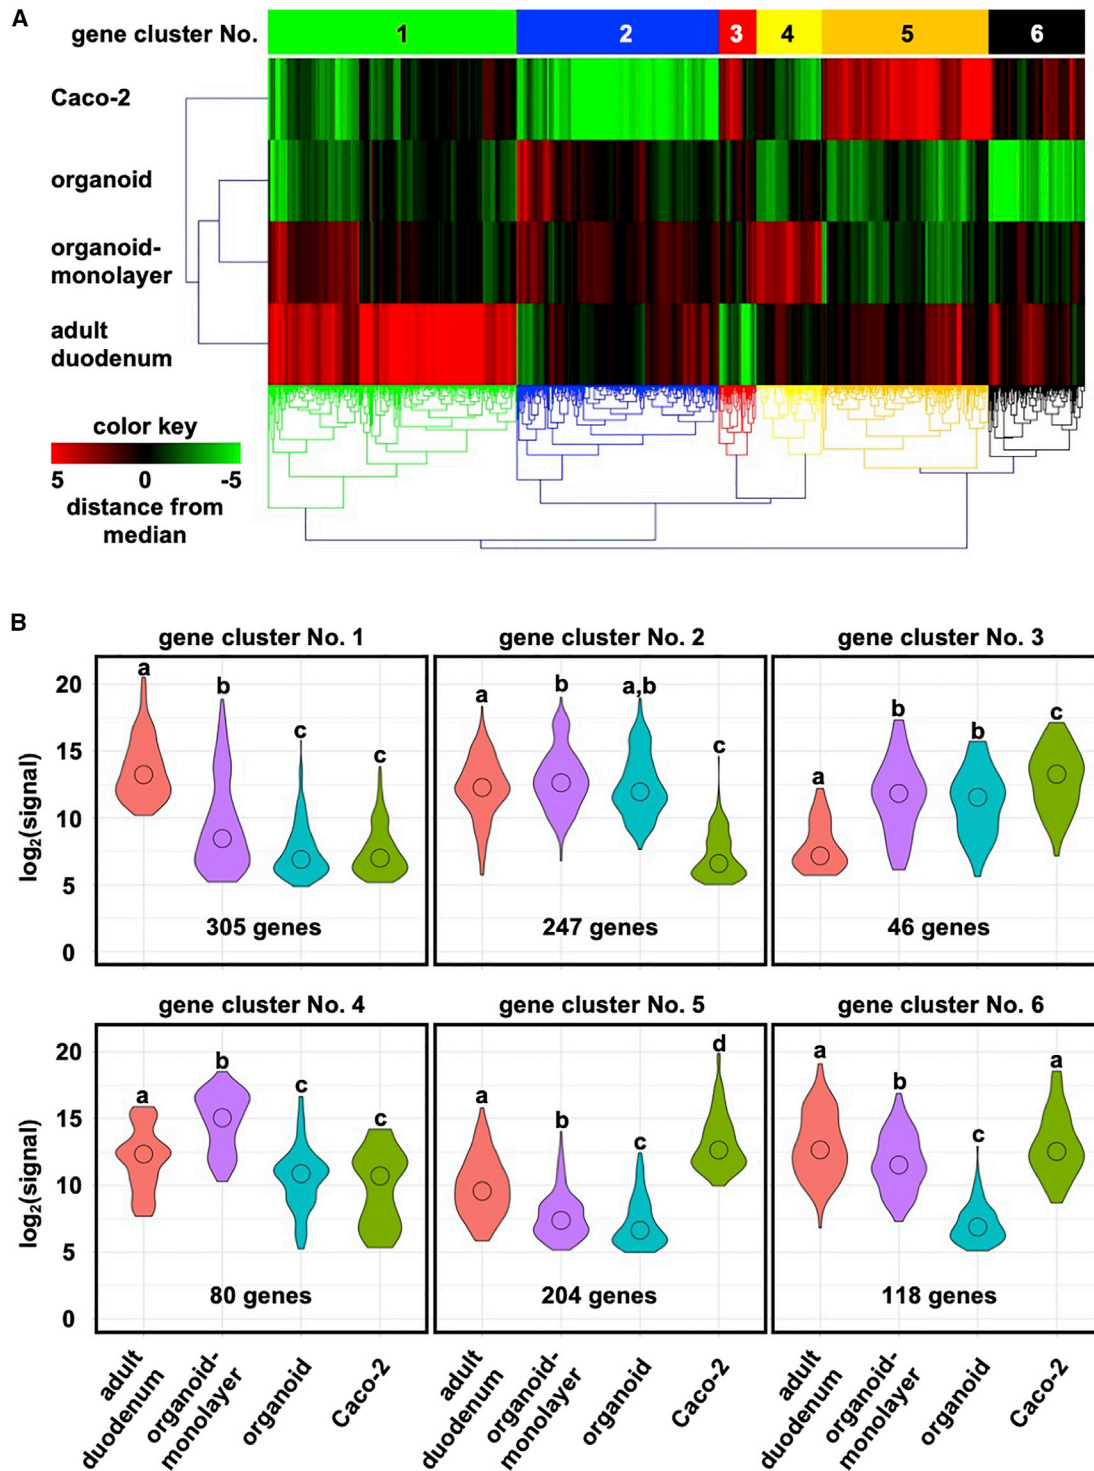 A
gene cluster No. 1 2 3 4 5 6
Caco-2
organoid
organoid-
monolayer
adult
duodenum
color key
5 0 -5
distance from
median
B
gene cluster No. 1 gene cluster No. 2 gene cluster No. 3
log2(signal)
20
15
10
5
0
a b c c
305 genes
a b a,b c
247 genes
a b b c
46 genes
gene cluster No. 4 gene cluster No. 5 gene cluster No. 6
log2(signal)
20
15
10
5
0
a b c c
80 genes
a b c d
204 genes
a b c a
118 genes
adult
duodenum
organoid-
monolayer
organoid
Caco-2
adult
duodenum
organoid-
monolayer
organoid
Caco-2
adult
duodenum
organoid-
monolayer
organoid
Caco-2